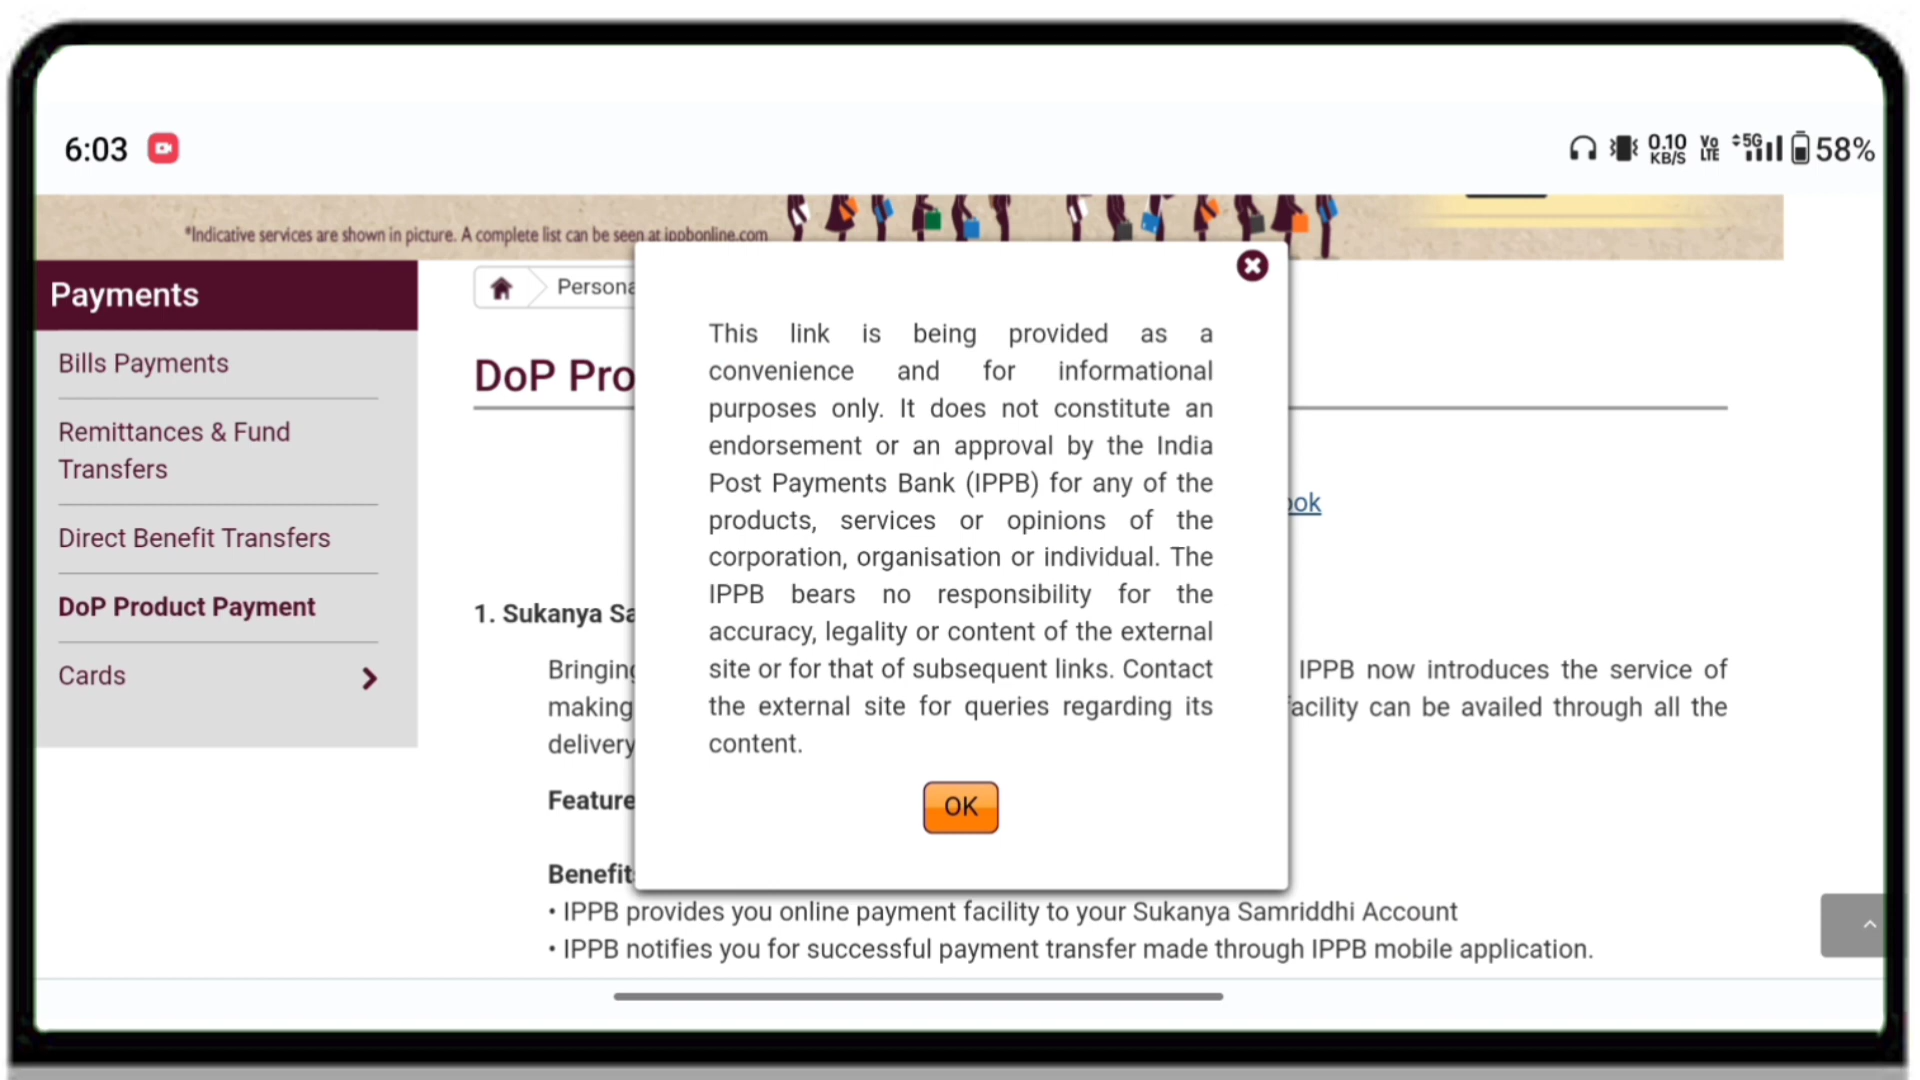 6:03
0.10
KB/S
Vo
LTE
5G
58%
*Indicative services are shown in picture. A complete list can be seen at ippbonline.com
Payments
Bills Payments
Remittances & Fund
Transfers
Direct Benefit Transfers
DoP Product Payment
Cards
Persona
DoP Pro
ook
1. Sukanya Sa
Bringing
IPPB now introduces the service of
making
facility can be availed through all the
delivery
Feature
Benefits
• IPPB provides you online payment facility to your Sukanya Samriddhi Account
• IPPB notifies you for successful payment transfer made through IPPB mobile application.
This link is being provided as a
convenience and for informational
purposes only. It does not constitute an
endorsement or an approval by the India
Post Payments Bank (IPPB) for any of the
products, services or opinions of the
corporation, organisation or individual. The
IPPB bears no responsibility for the
accuracy, legality or content of the external
site or for that of subsequent links. Contact
the external site for queries regarding its
content.
OK